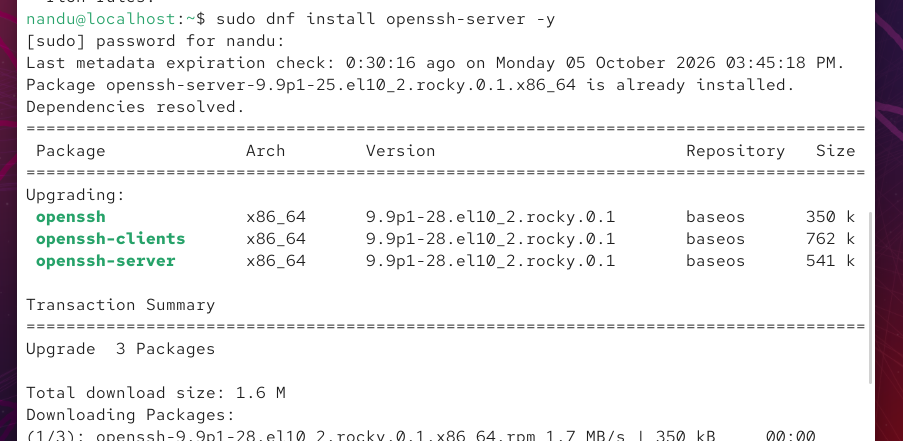 nandu@localhost:~$ sudo dnf install openssh-server -y
[sudo] password for nandu:
Last metadata expiration check: 0:30:16 ago on Monday 05 October 2026 03:45:18 PM.
Package openssh-server-9.9p1-25.el10_2.rocky.0.1.x86_64 is already installed.
Dependencies resolved.
================================================================================
Package Arch Version Repository Size
================================================================================
Upgrading:
openssh x86_64 9.9p1-28.el10_2.rocky.0.1 baseos 350 k
openssh-clients x86_64 9.9p1-28.el10_2.rocky.0.1 baseos 762 k
openssh-server x86_64 9.9p1-28.el10_2.rocky.0.1 baseos 541 k
Transaction Summary
================================================================================
Upgrade 3 Packages
Total download size: 1.6 M
Downloading Packages:
(1/3): openssh-9.9p1-28.el10_2.rocky.0.1.x86_64.rpm 1.7 MB/s | 350 kB 00:00